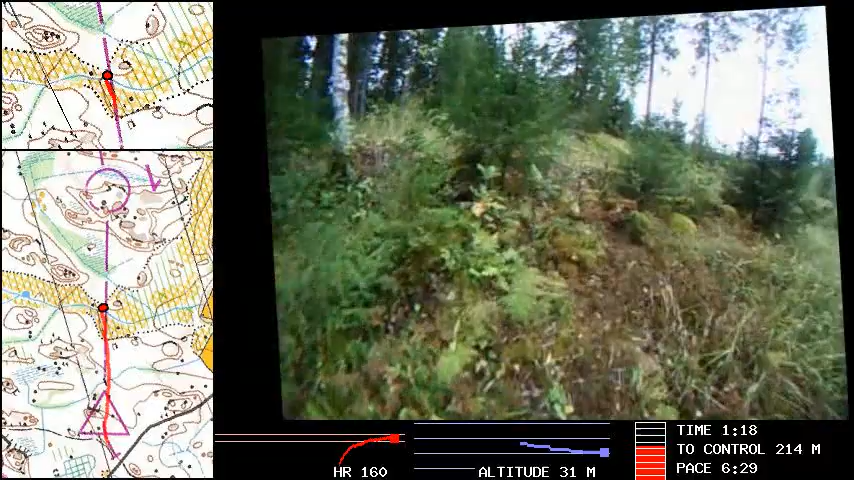 TIME 1:18
TO CONTROL 214 M
HR 160
ALTITUDE 31 M
PACE 6:29